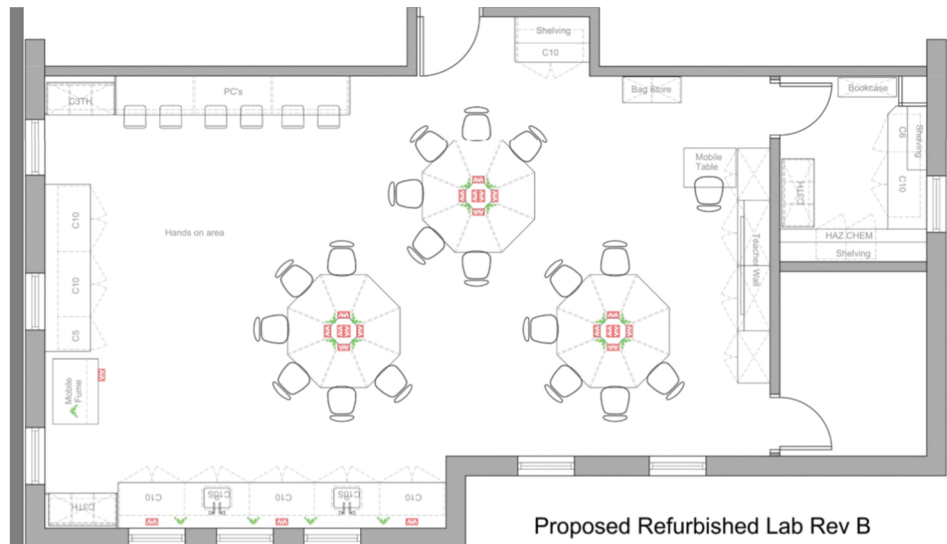 Shelving
C10
C3TH
PC's
Bag Store
Bookcase
C6
Shelving
C10
Mobile
Table
C3TH
HAZ CHEM
Shelving
Teacher Wall
Hands on area
C10
C10
C5
Mobile
Fume
C3TH
C10
C10S
C10
C10S
C10
Proposed Refurbished Lab Rev B